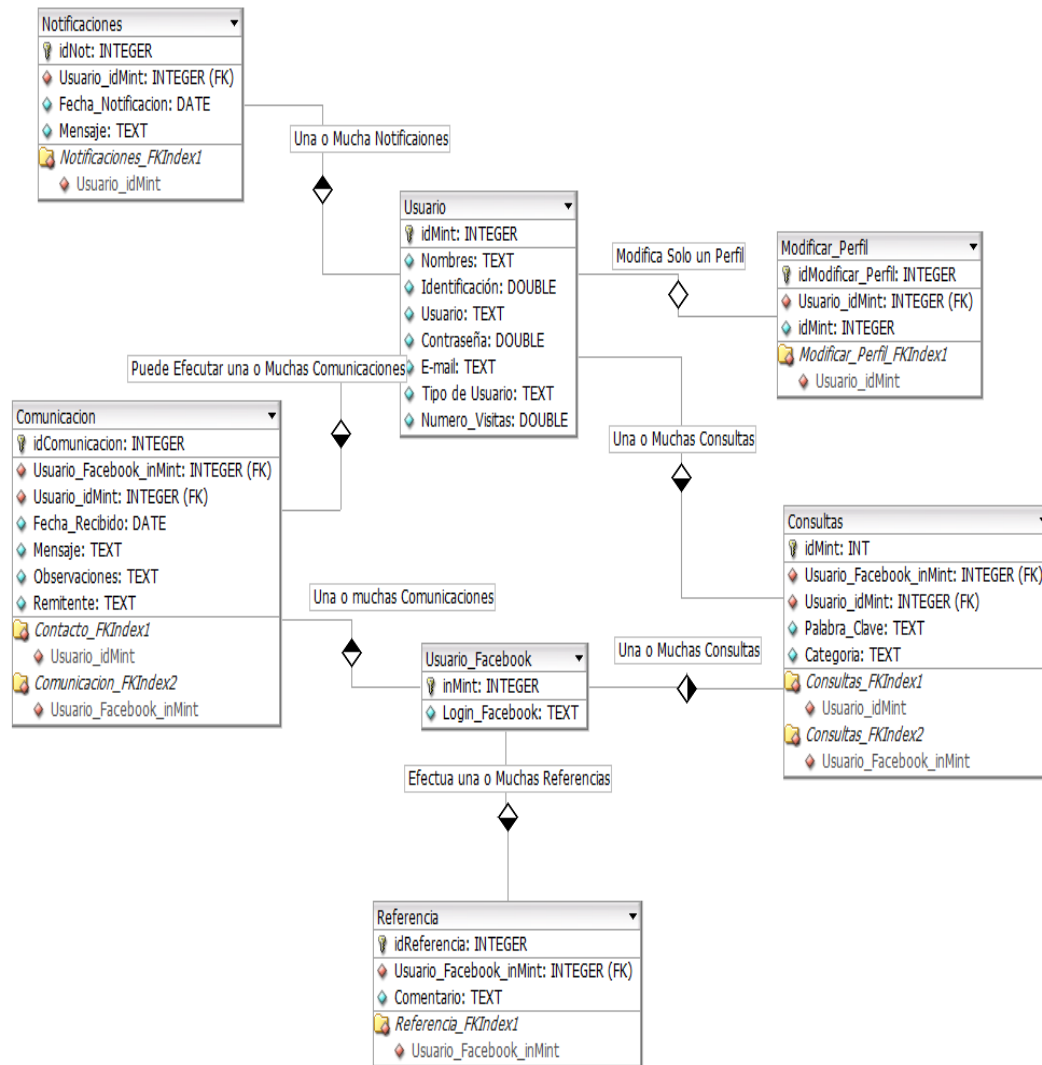 Notificaciones
idNot: INTEGER
Usuario_idMint: INTEGER (FK)
Fecha_Notificacion: DATE
Mensaje: TEXT
Notificaciones_FKIndex1
Usuario_idMint
Una o Mucha Notificaiones
Usuario
idMint: INTEGER
Nombres: TEXT
Identificación: DOUBLE
Usuario: TEXT
Contraseña: DOUBLE
E-mail: TEXT
Tipo de Usuario: TEXT
Numero_Visitas: DOUBLE
Modifica Solo un Perfil
Modificar_Perfil
idModificar_Perfil: INTEGER
Usuario_idMint: INTEGER (FK)
idMint: INTEGER
Modificar_Perfil_FKIndex1
Usuario_idMint
Puede Efecutar una o Muchas Comunicaciones
Comunicacion
idComunicacion: INTEGER
Usuario_Facebook_inMint: INTEGER (FK)
Usuario_idMint: INTEGER (FK)
Fecha_Recibido: DATE
Mensaje: TEXT
Observaciones: TEXT
Remitente: TEXT
Contacto_FKIndex1
Usuario_idMint
Comunicacion_FKIndex2
Usuario_Facebook_inMint
Una o Muchas Consultas
Consultas
idMint: INT
Usuario_Facebook_inMint: INTEGER (FK)
Usuario_idMint: INTEGER (FK)
Palabra_Clave: TEXT
Categoria: TEXT
Consultas_FKIndex1
Usuario_idMint
Consultas_FKIndex2
Usuario_Facebook_inMint
Una o muchas Comunicaciones
Usuario_Facebook
inMint: INTEGER
Login_Facebook: TEXT
Una o Muchas Consultas
Efectua una o Muchas Referencias
Referencia
idReferencia: INTEGER
Usuario_Facebook_inMint: INTEGER (FK)
Comentario: TEXT
Referencia_FKIndex1
Usuario_Facebook_inMint